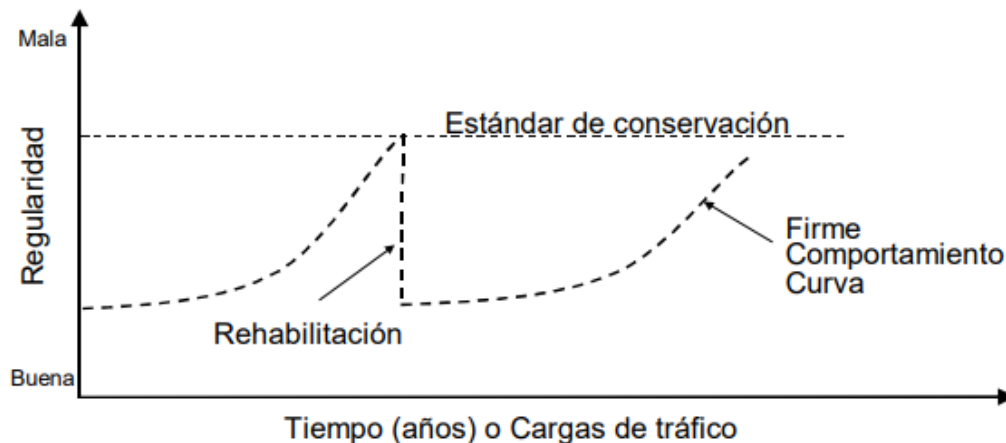 Mala
Estándar de conservación
Regularidad
Firme
Comportamiento
Curva
Rehabilitación
Buena
Tiempo (años) o Cargas de tráfico